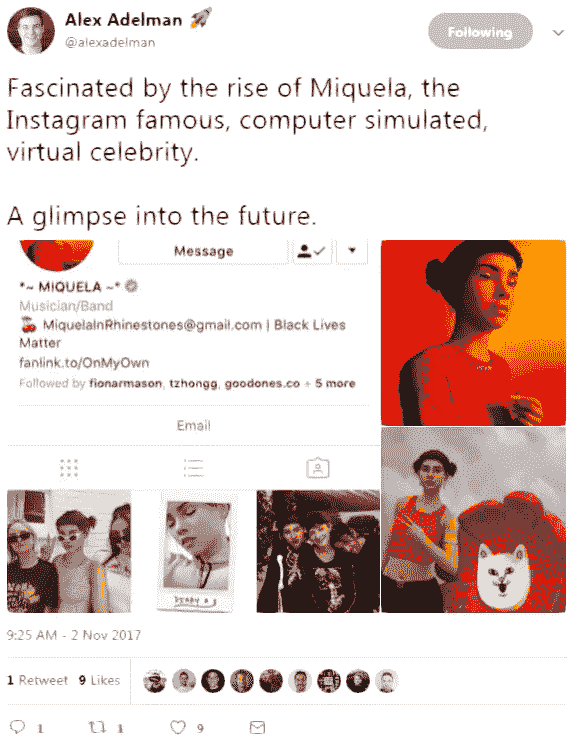 Alex Adelman 🚀
@alexadelman
Following
Fascinated by the rise of Miquela, the
Instagram famous, computer simulated,
virtual celebrity.
A glimpse into the future.
Message
*~ MIQUELA ~*
Musician/Band
🍒 MiquelaInRhinestones@gmail.com | Black Lives
Matter
fanlink.to/OnMyOwn
Followed by fionarmason, tzhongg, goodones.co + 5 more
Email
9:25 AM - 2 Nov 2017
1 Retweet 9 Likes
1 1 9